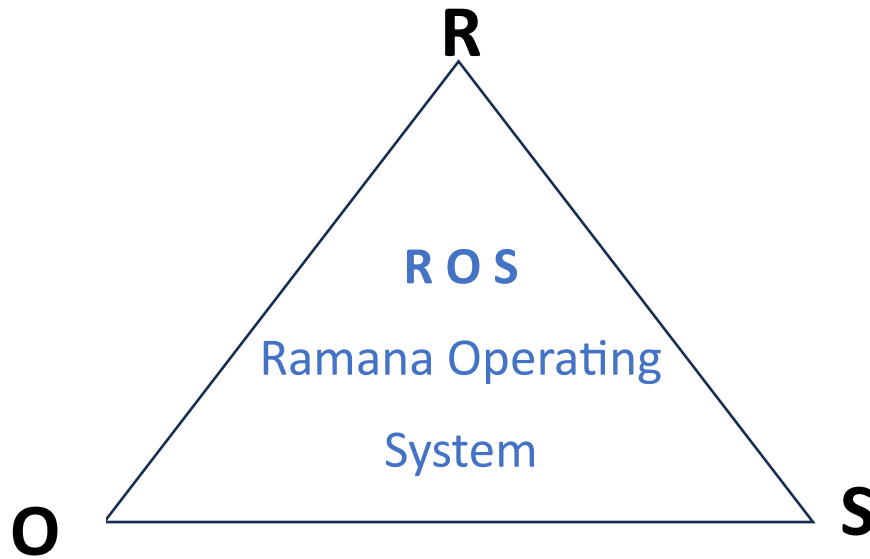 R
R O S
Ramana Operating
System
O S